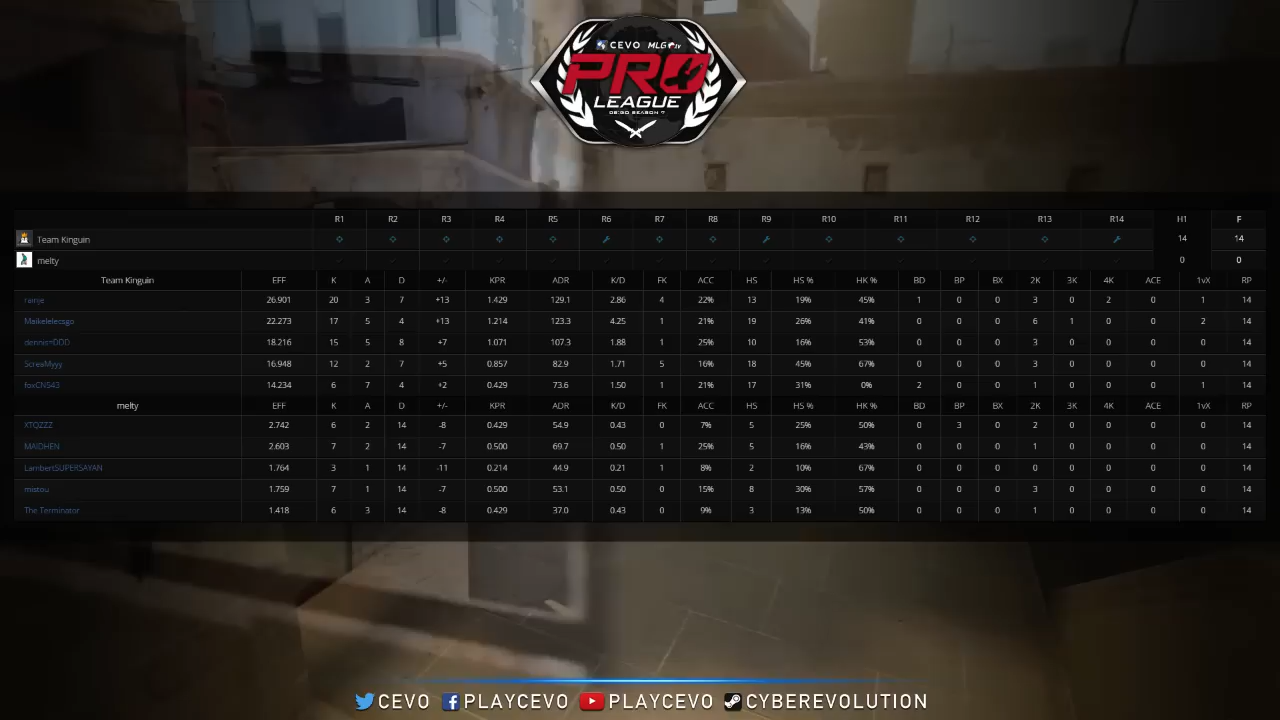 CEVO MLG.tv
PRO
LEAGUE
CS:GO SEASON 7
R1 R2 R3 R4 R5 R6 R7 R8 R9 R10 R11 R12 R13 R14 H1 F
Team Kinguin 14 14
melty 0 0
Team Kinguin EFF K A D +/- KPR ADR K/D FK ACC HS HS % HK % BD BP BX 2K 3K 4K ACE 1vX RP
rainje 26.901 20 3 7 +13 1.429 129.1 2.86 4 22% 13 19% 45% 1 0 0 3 0 2 0 1 14
Maikelelecsgo 22.273 17 5 4 +13 1.214 123.3 4.25 1 21% 19 26% 41% 0 0 0 6 1 0 0 2 14
dennis=DDD 18.216 15 5 8 +7 1.071 107.3 1.88 1 25% 10 16% 53% 0 0 0 3 0 0 0 0 14
ScreaMyyy 16.948 12 2 7 +5 0.857 82.9 1.71 5 16% 18 45% 67% 0 0 0 3 0 0 0 0 14
foxCNS43 14.234 6 7 4 +2 0.429 73.6 1.50 1 21% 17 31% 0% 2 0 0 1 0 0 0 1 14
melty EFF K A D +/- KPR ADR K/D FK ACC HS HS % HK % BD BP BX 2K 3K 4K ACE 1vX RP
XTQZZZ 2.742 6 2 14 -8 0.429 54.9 0.43 0 7% 5 25% 50% 0 3 0 2 0 0 0 0 14
MAIDHEN 2.603 7 2 14 -7 0.500 69.7 0.50 1 25% 5 16% 43% 0 0 0 1 0 0 0 0 14
LambertSUPERSAYAN 1.764 3 1 14 -11 0.214 44.9 0.21 1 8% 2 10% 67% 0 0 0 0 0 0 0 0 14
mistou 1.759 7 1 14 -7 0.500 53.1 0.50 0 15% 8 30% 57% 0 0 0 3 0 0 0 0 14
The Terminator 1.418 6 3 14 -8 0.429 37.0 0.43 0 9% 3 13% 50% 0 0 0 1 0 0 0 0 14
CEVO PLAYCEVO PLAYCEVO CYBEREVOLUTION